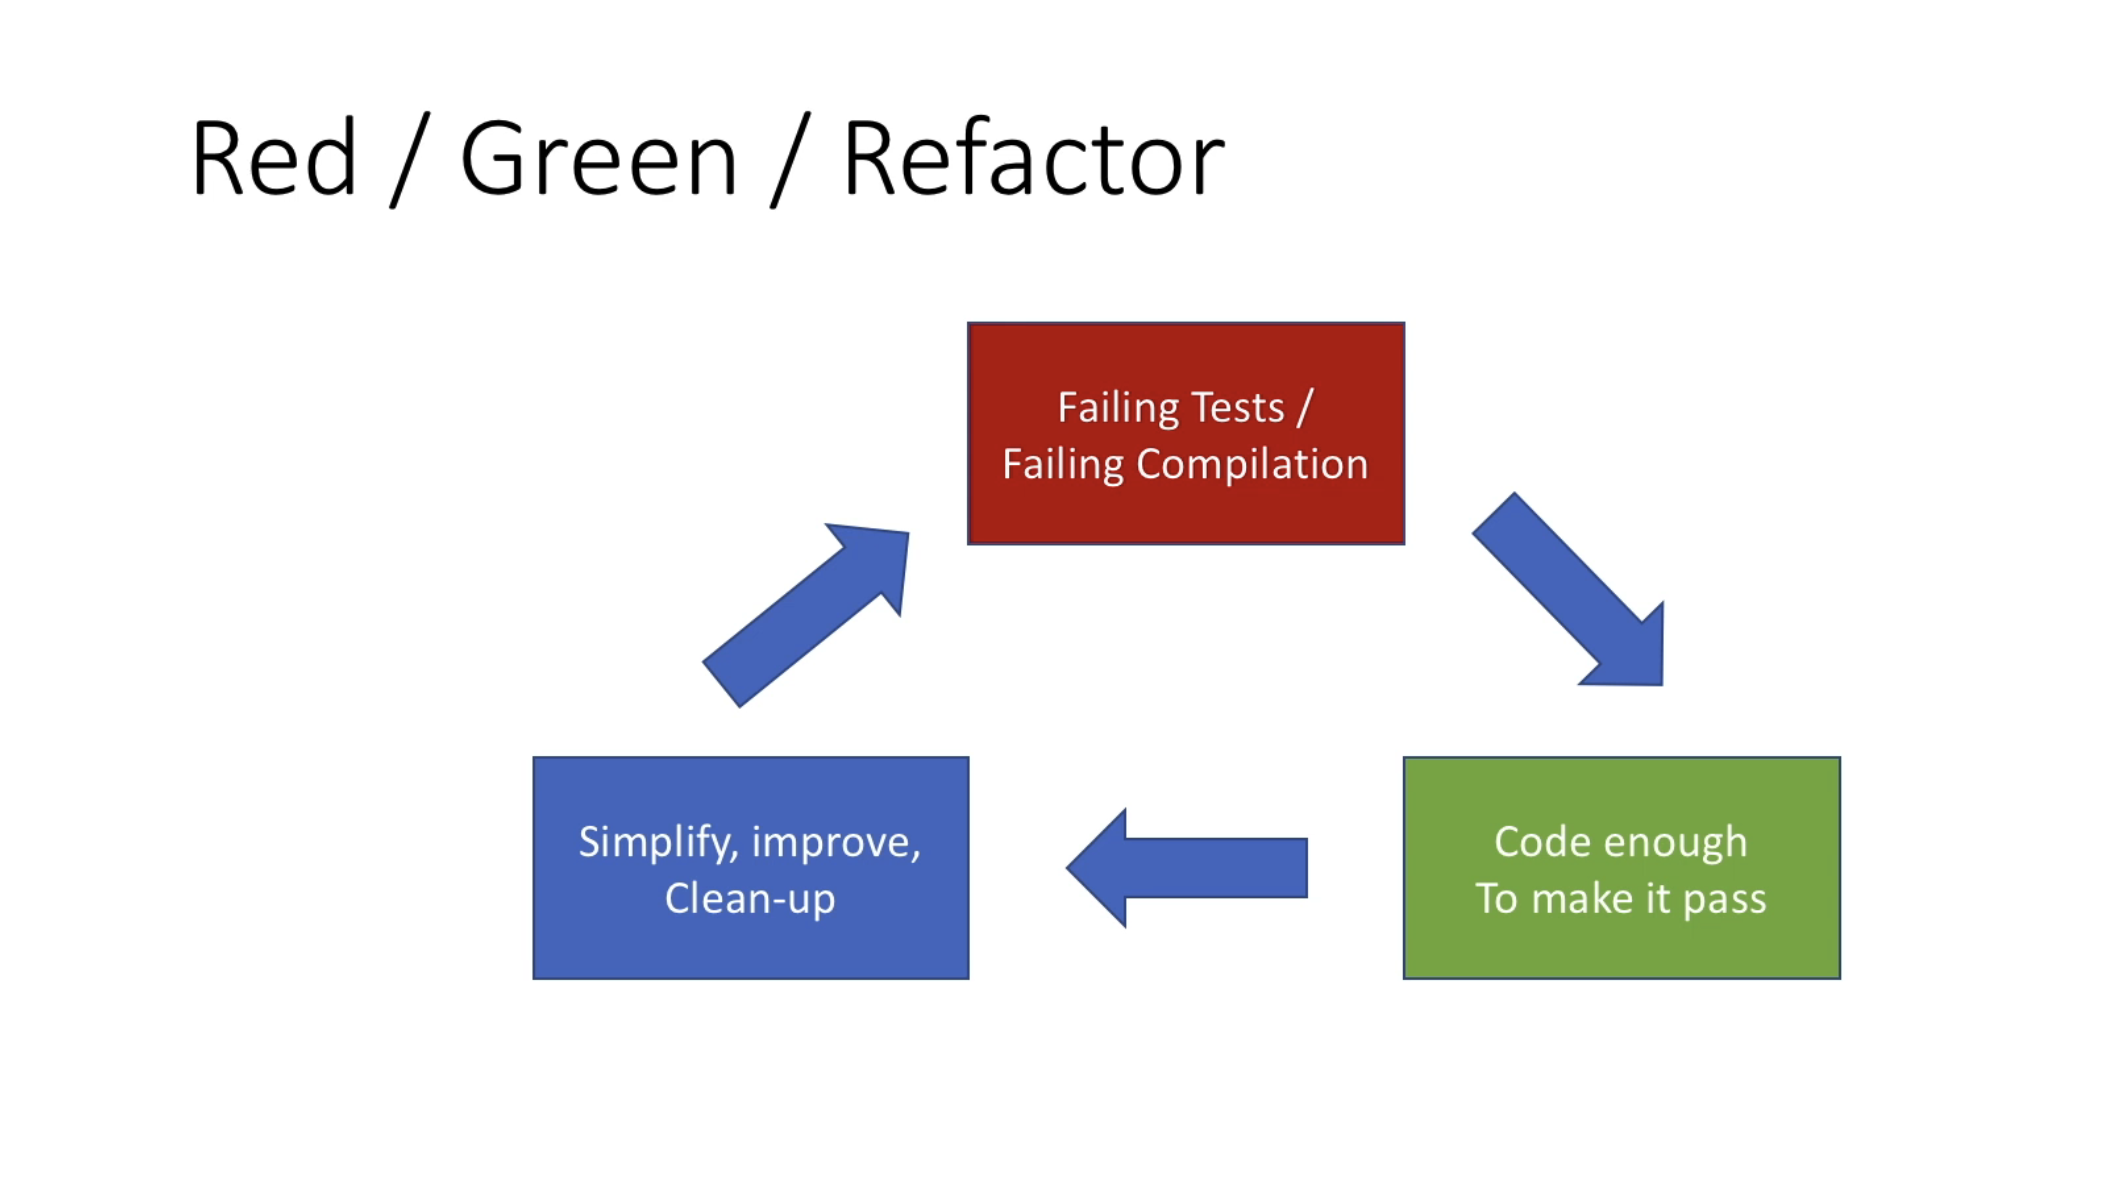 Red / Green / Refactor
Failing Tests /
Failing Compilation
Simplify, improve,
Clean-up
Code enough
To make it pass